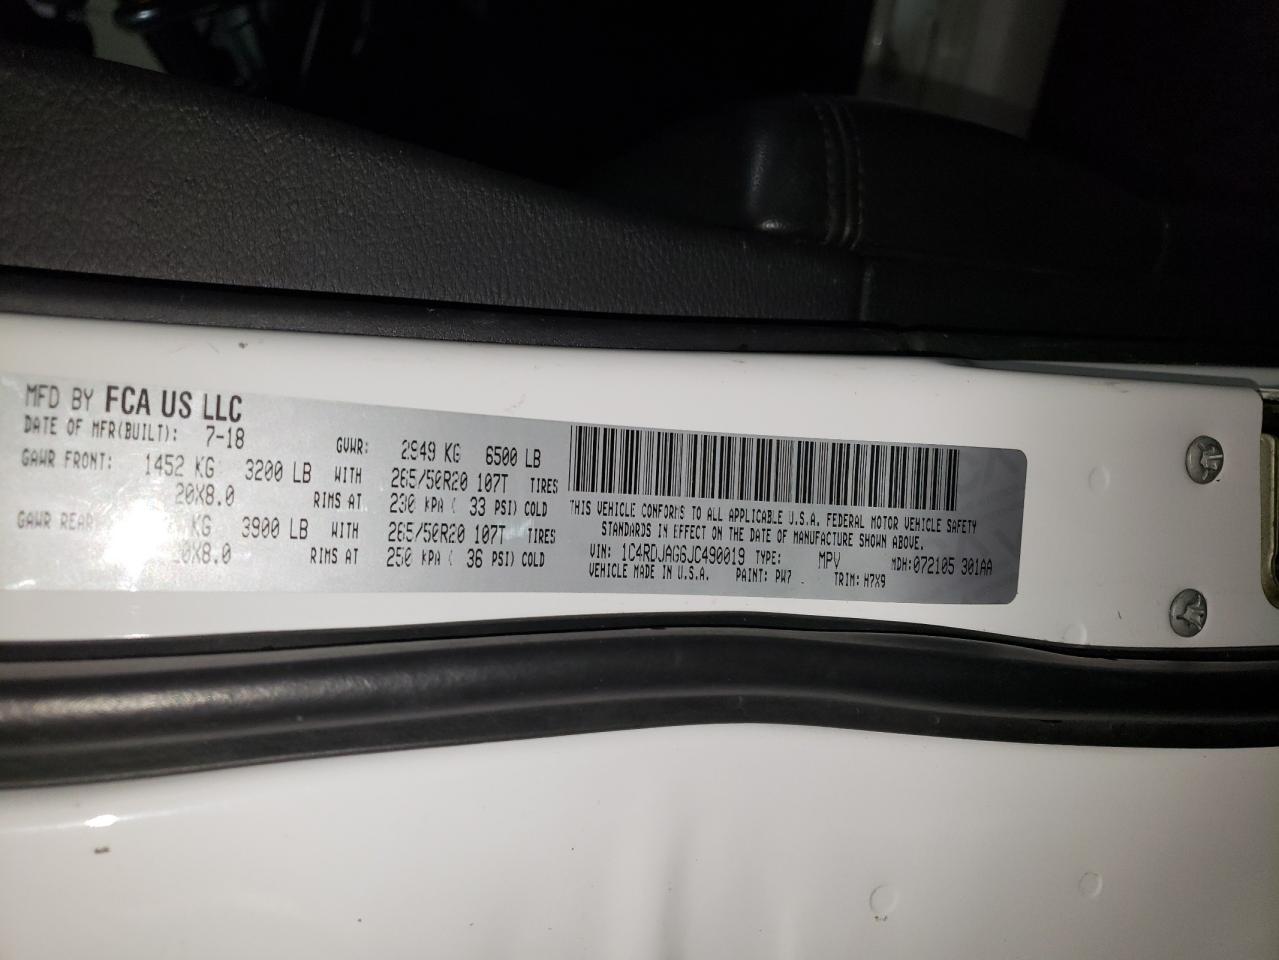 MFD BY FCA US LLC
DATE OF MFR(BUILT): 7-18 GVWR: 2949 KG 6500 LB
GAWR FRONT: 1452 KG 3200 LB WITH 265/50R20 107T TIRES
20X8.0 RIMS AT 230 KPA ( 33 PSI) COLD
GAWR REAR KG 3900 LB WITH 265/50R20 107T TIRES
20X8.0 RIMS AT 250 KPA ( 36 PSI) COLD
THIS VEHICLE CONFORMS TO ALL APPLICABLE U.S.A. FEDERAL MOTOR VEHICLE SAFETY
STANDARDS IN EFFECT ON THE DATE OF MANUFACTURE SHOWN ABOVE.
VIN: 1C4RDJAG6JC490019 TYPE: MPV MDH:072105 301AA
VEHICLE MADE IN U.S.A. PAINT: PW7 TRIM: H7X9